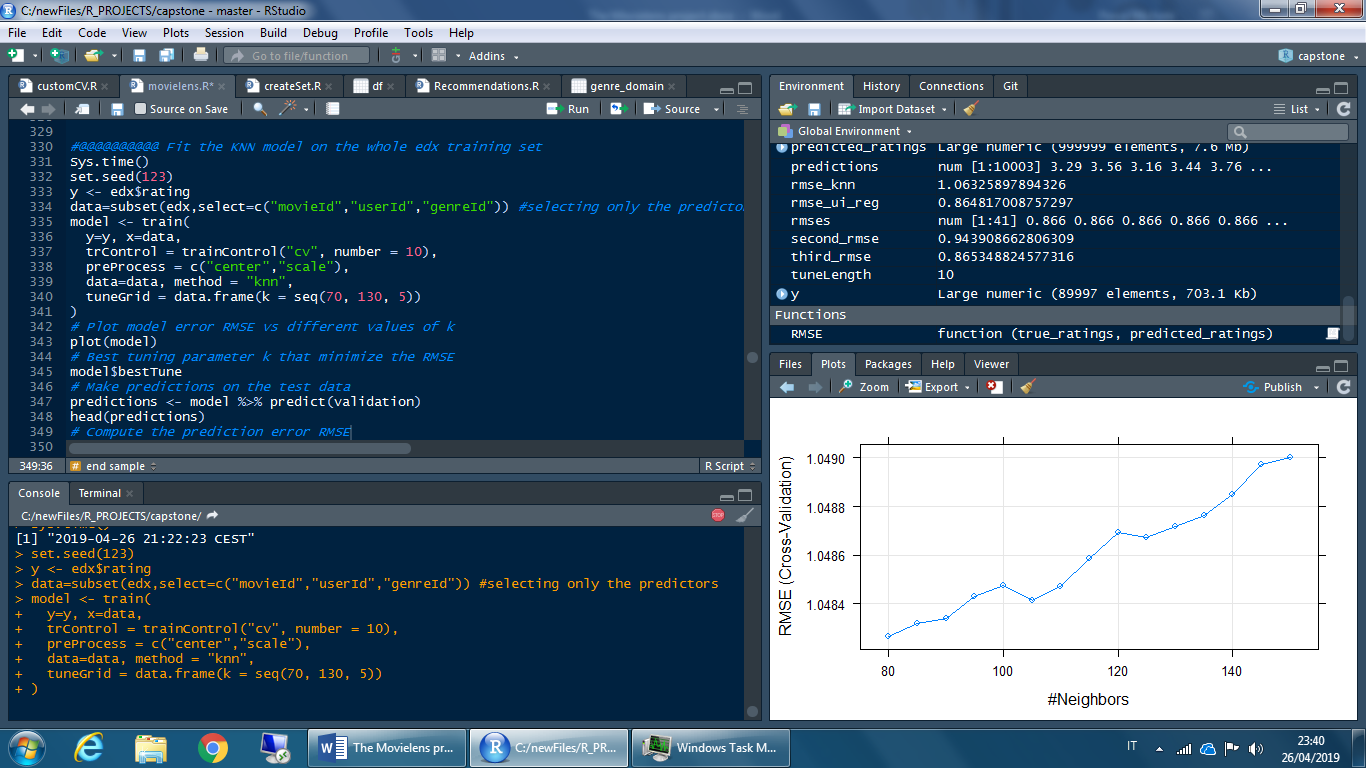 C:/newFiles/R_PROJECTS/capstone - master - RStudio
File Edit Code View Plots Session Build Debug Profile Tools Help
Go to file/function Addins capstone
customCV.R movielens.R* createSet.R df Recommendations.R genre_domain
Source on Save Run Source
329
330 #@@@@@@@@@@@ Fit the KNN model on the whole edx training set
331 Sys.time()
332 set.seed(123)
333 y <- edx$rating
334 data=subset(edx,select=c("movieId","userId","genreId")) #selecting only the predictor
335 model <- train(
336 y=y, x=data,
337 trControl = trainControl("cv", number = 10),
338 preProcess = c("center","scale"),
339 data=data, method = "knn",
340 tuneGrid = data.frame(k = seq(70, 130, 5))
341 )
342 # Plot model error RMSE vs different values of k
343 plot(model)
344 # Best tuning parameter k that minimize the RMSE
345 model$bestTune
346 # Make predictions on the test data
347 predictions <- model %>% predict(validation)
348 head(predictions)
349 # Compute the prediction error RMSE
350
349:36 # end sample R Script
Console Terminal
C:/newFiles/R_PROJECTS/capstone/
[1] "2019-04-26 21:22:23 CEST"
> set.seed(123)
> y <- edx$rating
> data=subset(edx,select=c("movieId","userId","genreId")) #selecting only the predictors
> model <- train(
+ y=y, x=data,
+ trControl = trainControl("cv", number = 10),
+ preProcess = c("center","scale"),
+ data=data, method = "knn",
+ tuneGrid = data.frame(k = seq(70, 130, 5))
+ )
Environment History Connections Git
Import Dataset List
Global Environment
predicted_ratings Large numeric (999999 elements, 7.6 Mb)
predictions num [1:10003] 3.29 3.56 3.16 3.44 3.76 ...
rmse_knn 1.06325897894326
rmse_ui_reg 0.864817008757297
rmses num [1:41] 0.866 0.866 0.866 0.866 0.866 ...
second_rmse 0.943908662806309
third_rmse 0.865348824577316
tuneLength 10
y Large numeric (89997 elements, 703.1 Kb)
Functions
RMSE function (true_ratings, predicted_ratings)
Files Plots Packages Help Viewer
Zoom Export Publish
RMSE (Cross-Validation)
1.0490
1.0488
1.0486
1.0484
80 100 120 140
#Neighbors
The Movielens pr... C:/newFiles/R_PR... Windows Task M...
IT
23:40
26/04/2019